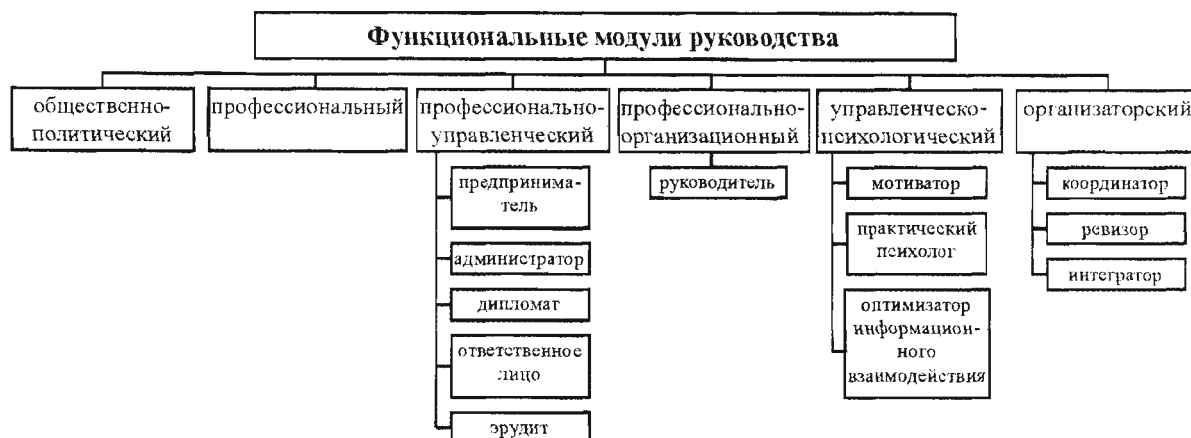 Функциональные модули руководства
общественно-
политический
профессиональный
профессионально-
управленческий
предпринима-
тель
администратор
дипломат
ответственное
лицо
эрудит
профессионально-
организационный
руководитель
управленческо-
психологический
мотиватор
практический
психолог
оптимизатор
информацион-
ного
взаимодействия
организаторский
координатор
ревизор
интегратор